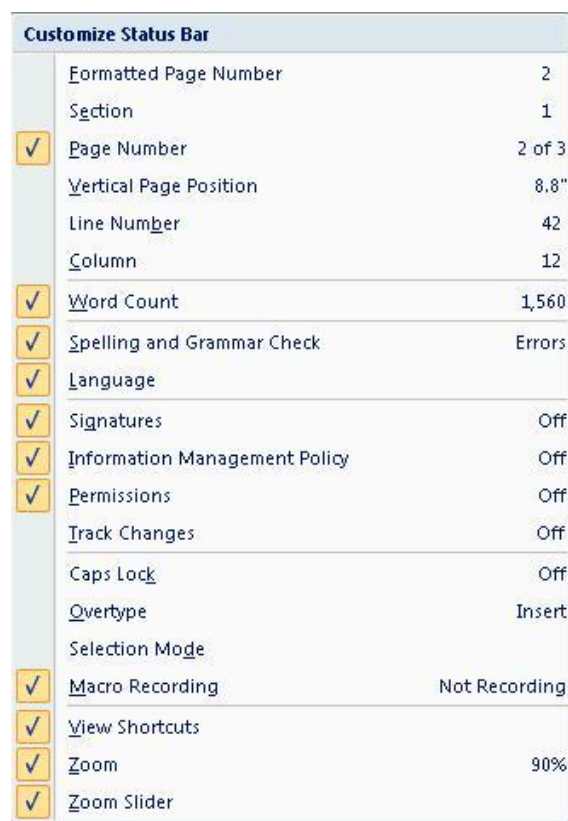 Customize Status Bar
Formatted Page Number 2
Section 1
Page Number 2 of 3
Vertical Page Position 8.8"
Line Number 42
Column 12
Word Count 1,560
Spelling and Grammar Check Errors
Language
Signatures Off
Information Management Policy Off
Permissions Off
Track Changes Off
Caps Lock Off
Overtype Insert
Selection Mode
Macro Recording Not Recording
View Shortcuts
Zoom 90%
Zoom Slider